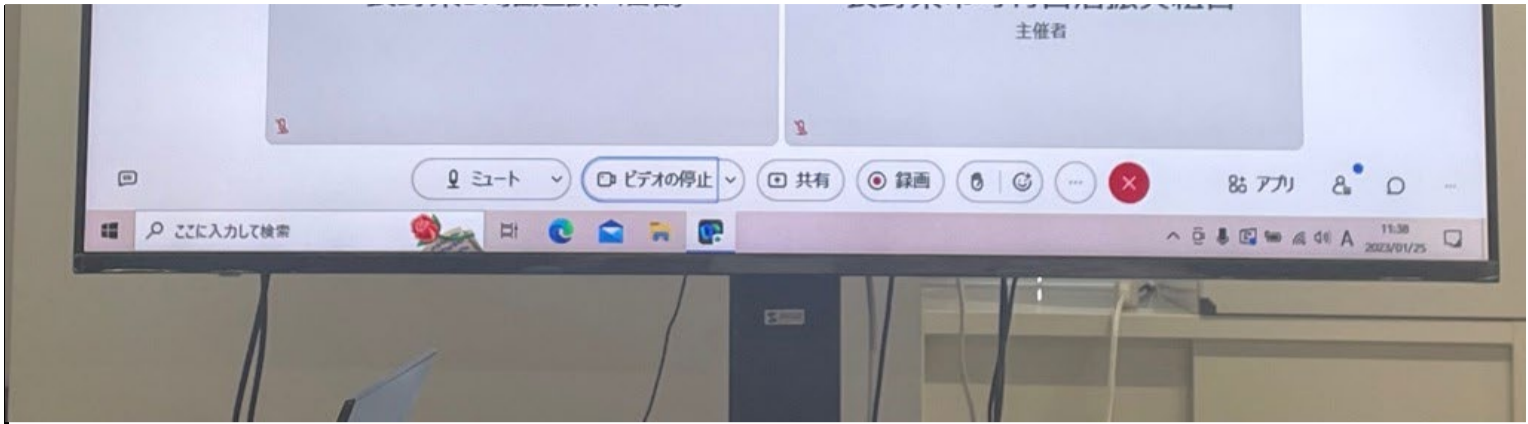 主催者
ミュート
ビデオの停止
共有
録画
アプリ
ここに入力して検索
A
11:38
2023/01/25